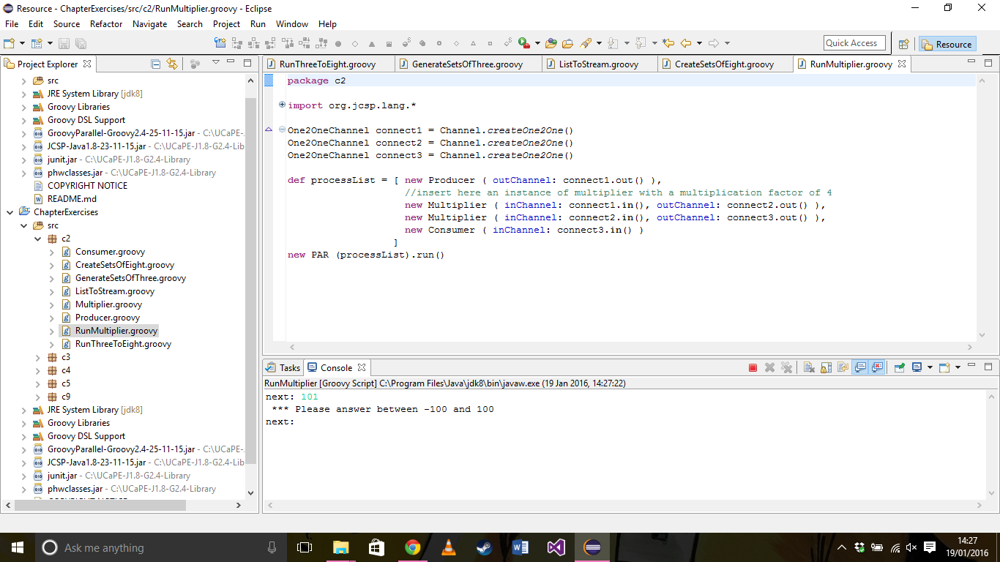 Resource - ChapterExercises/src/c2/RunMultiplier.groovy - Eclipse
File Edit Source Refactor Navigate Search Project Run Window Help
Quick Access
Resource
Project Explorer
src
JRE System Library [jdk8]
Groovy Libraries
Groovy DSL Support
GroovyParallel-Groovy2.4-25-11-15.jar - C:\UCaPE-
JCSP-Java1.8-23-11-15.jar - C:\UCaPE-J1.8-G2.4-Lib
junit.jar - C:\UCaPE-J1.8-G2.4-Library
phwclasses.jar - C:\UCaPE-J1.8-G2.4-Library
COPYRIGHT NOTICE
README.md
ChapterExercises
src
c2
Consumer.groovy
CreateSetsOfEight.groovy
GenerateSetsOfThree.groovy
ListToStream.groovy
Multiplier.groovy
Producer.groovy
RunMultiplier.groovy
RunThreeToEight.groovy
c3
c4
c5
c9
JRE System Library [jdk8]
Groovy Libraries
Groovy DSL Support
GroovyParallel-Groovy2.4-25-11-15.jar - C:\UCaPE-
JCSP-Java1.8-23-11-15.jar - C:\UCaPE-J1.8-G2.4-Lib
junit.jar - C:\UCaPE-J1.8-G2.4-Library
phwclasses.jar - C:\UCaPE-J1.8-G2.4-Library
RunThreeToEight.groovy GenerateSetsOfThree.groovy ListToStream.groovy CreateSetsOfEight.groovy RunMultiplier.groovy
package c2
import org.jcsp.lang.*
One2OneChannel connect1 = Channel.createOne2One()
One2OneChannel connect2 = Channel.createOne2One()
One2OneChannel connect3 = Channel.createOne2One()
def processList = [ new Producer ( outChannel: connect1.out() ),
//insert here an instance of multiplier with a multiplication factor of 4
new Multiplier ( inChannel: connect1.in(), outChannel: connect2.out() ),
new Multiplier ( inChannel: connect2.in(), outChannel: connect3.out() ),
new Consumer ( inChannel: connect3.in() )
]
new PAR (processList).run()
Tasks Console
RunMultiplier [Groovy Script] C:\Program Files\Java\jdk8\bin\javaw.exe (19 Jan 2016, 14:27:22)
next: 101
*** Please answer between -100 and 100
next:
Ask me anything
14:27
19/01/2016